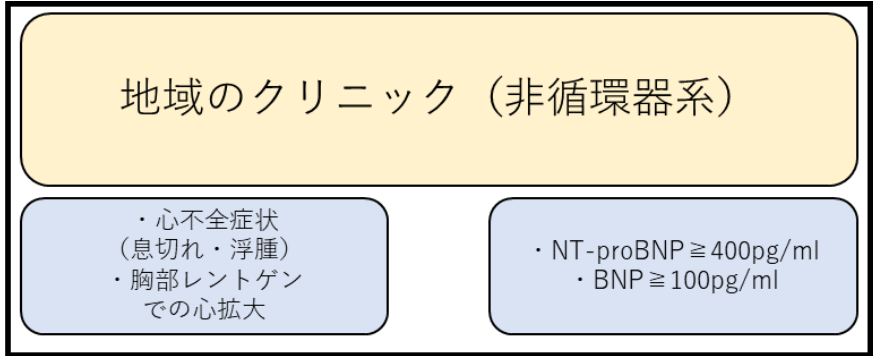 地域のクリニック（非循環器系）
・心不全症状
（息切れ・浮腫）
・胸部レントゲン
での心拡大
・NT-proBNP≧400pg/ml
・BNP≧100pg/ml